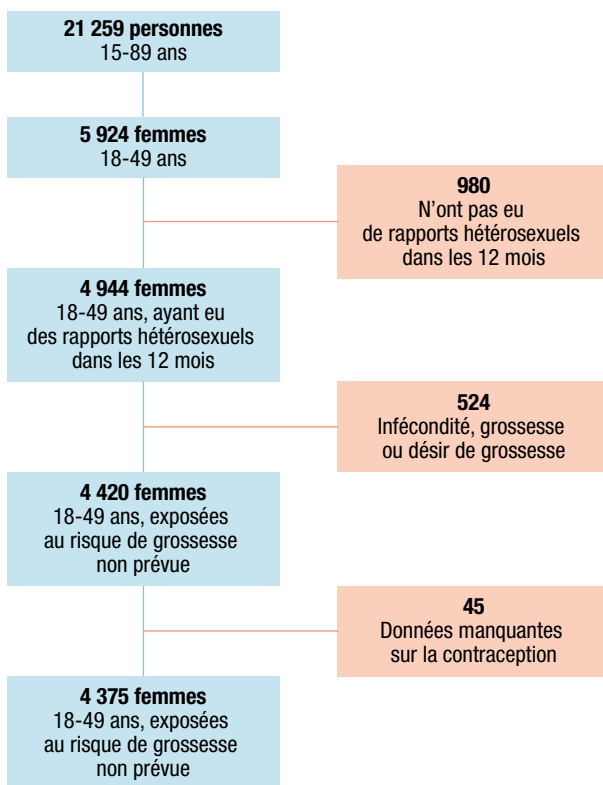 21 259 personnes
15-89 ans
5 924 femmes
18-49 ans
980
N'ont pas eu
de rapports hétérosexuels
dans les 12 mois
4 944 femmes
18-49 ans, ayant eu
des rapports hétérosexuels
dans les 12 mois
524
Infécondité, grossesse
ou désir de grossesse
4 420 femmes
18-49 ans, exposées
au risque de grossesse
non prévue
45
Données manquantes
sur la contraception
4 375 femmes
18-49 ans, exposées
au risque de grossesse
non prévue